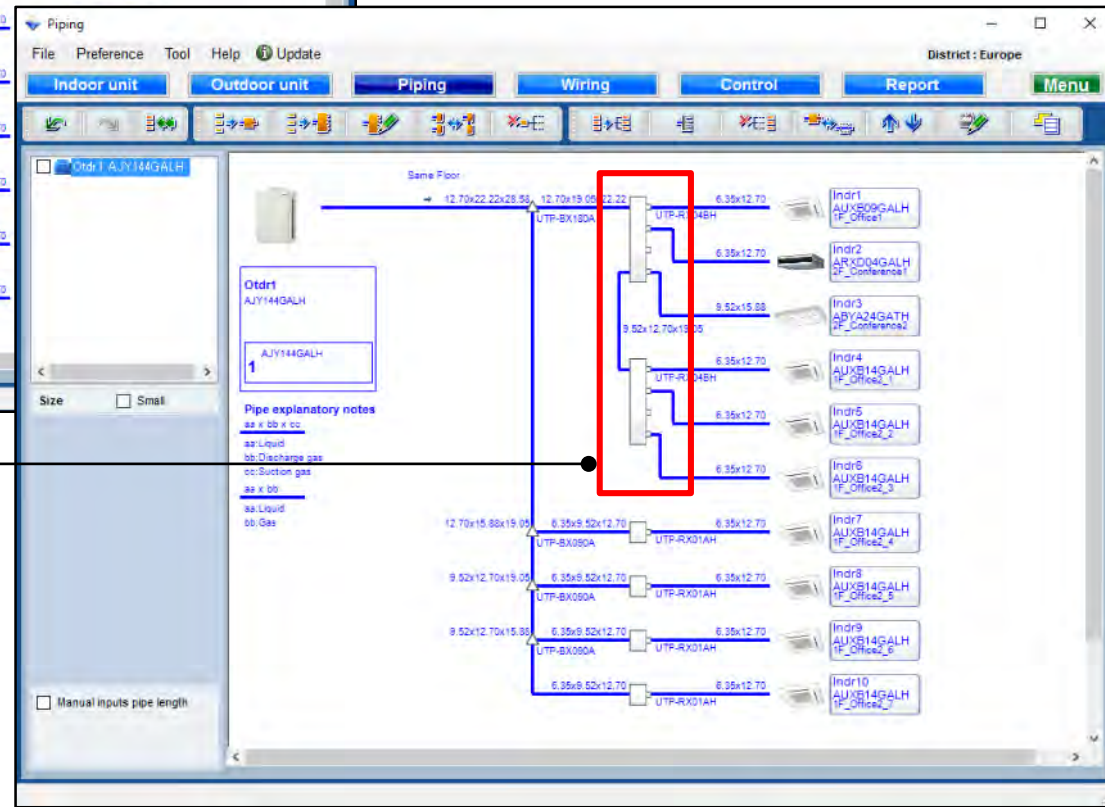 Piping
File Preference Tool Help Update
District : Europe
Indoor unit Outdoor unit Piping Wiring Control Report Menu
Otdr1 AJY144GALH
Size Small
Manual inputs pipe length
Same Floor
12.70x22.22x28.58 12.70x19.05x22.22
UTP-BX180A
UTP-RX04BH
6.35x12.70
Indr1
AUXB09GALH
1F_Office1
6.35x12.70
Indr2
ARXD04GALH
2F_Conference1
9.52x15.88
Indr3
ABYA24GATH
2F_Conference2
9.52x12.70x19.05
Otdr1
AJY144GALH
AJY144GALH
1
6.35x12.70
UTP-RX04BH
Indr4
AUXB14GALH
1F_Office2_1
6.35x12.70
Indr5
AUXB14GALH
1F_Office2_2
6.35x12.70
Indr6
AUXB14GALH
1F_Office2_3
Pipe explanatory notes
aa x bb x cc
aa:Liquid
bb:Discharge gas
cc:Suction gas
aa x bb
aa:Liquid
bb:Gas
12.70x15.88x19.05 6.35x9.52x12.70 6.35x12.70
UTP-BX090A UTP-RX01AH
Indr7
AUXB14GALH
1F_Office2_4
9.52x12.70x19.05 6.35x9.52x12.70 6.35x12.70
UTP-BX090A UTP-RX01AH
Indr8
AUXB14GALH
1F_Office2_5
9.52x12.70x15.88 6.35x9.52x12.70 6.35x12.70
UTP-BX090A UTP-RX01AH
Indr9
AUXB14GALH
1F_Office2_6
6.35x9.52x12.70 6.35x12.70
UTP-RX01AH
Indr10
AUXB14GALH
1F_Office2_7